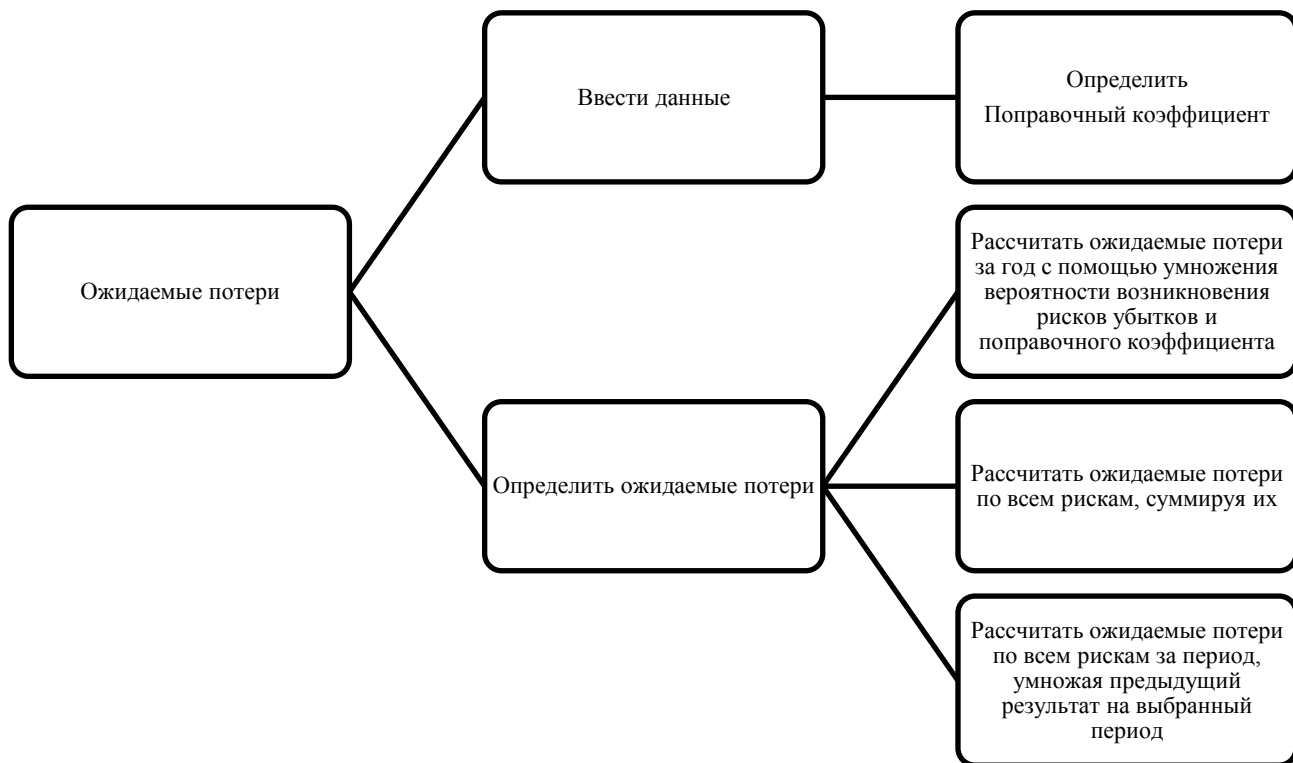 Ввести данные
Определить
Поправочный коэффициент
Ожидаемые потери
Рассчитать ожидаемые потери
за год с помощью умножения
вероятности возникновения
рисков убытков и
поправочного коэффициента
Определить ожидаемые потери
Рассчитать ожидаемые потери
по всем рискам, суммируя их
Рассчитать ожидаемые потери
по всем рискам за период,
умножая предыдущий
результат на выбранный
период